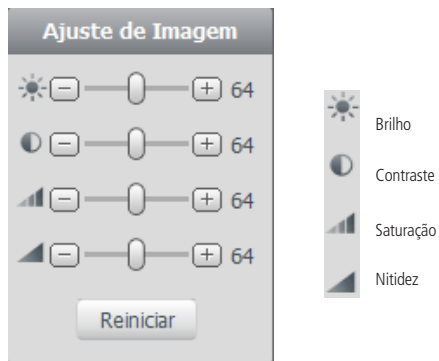 Ajuste de Imagem
64
64
64
64
Reiniciar
Brilho
Contraste
Saturação
Nitidez